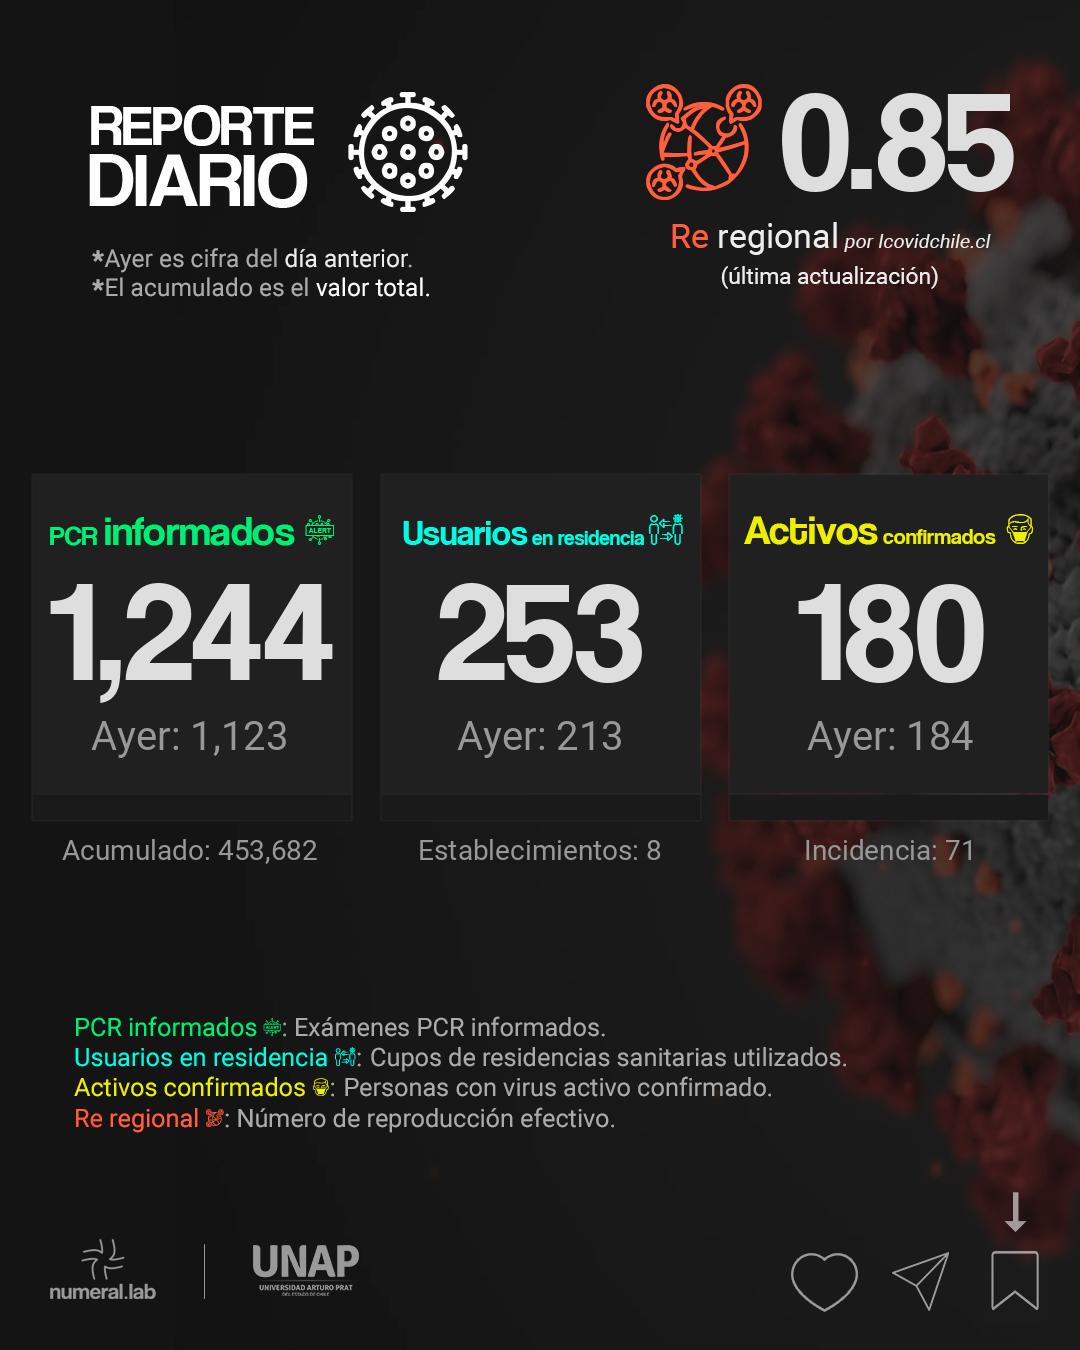 REPORTE
DIARIO
*Ayer es cifra del día anterior.
*El acumulado es el valor total.
0.85
Re regional por Icovidchile.cl
(última actualización)
PCR informados ALERT
1,244
Ayer: 1,123
Acumulado: 453,682
Usuarios en residencia
253
Ayer: 213
Establecimientos: 8
Activos confirmados
180
Ayer: 184
Incidencia: 71
PCR informados ALERT: Exámenes PCR informados.
Usuarios en residencia : Cupos de residencias sanitarias utilizados.
Activos confirmados : Personas con virus activo confirmado.
Re regional : Número de reproducción efectivo.
numeral.lab
UNAP
UNIVERSIDAD ARTURO PRAT
DEL ESTADO DE CHILE